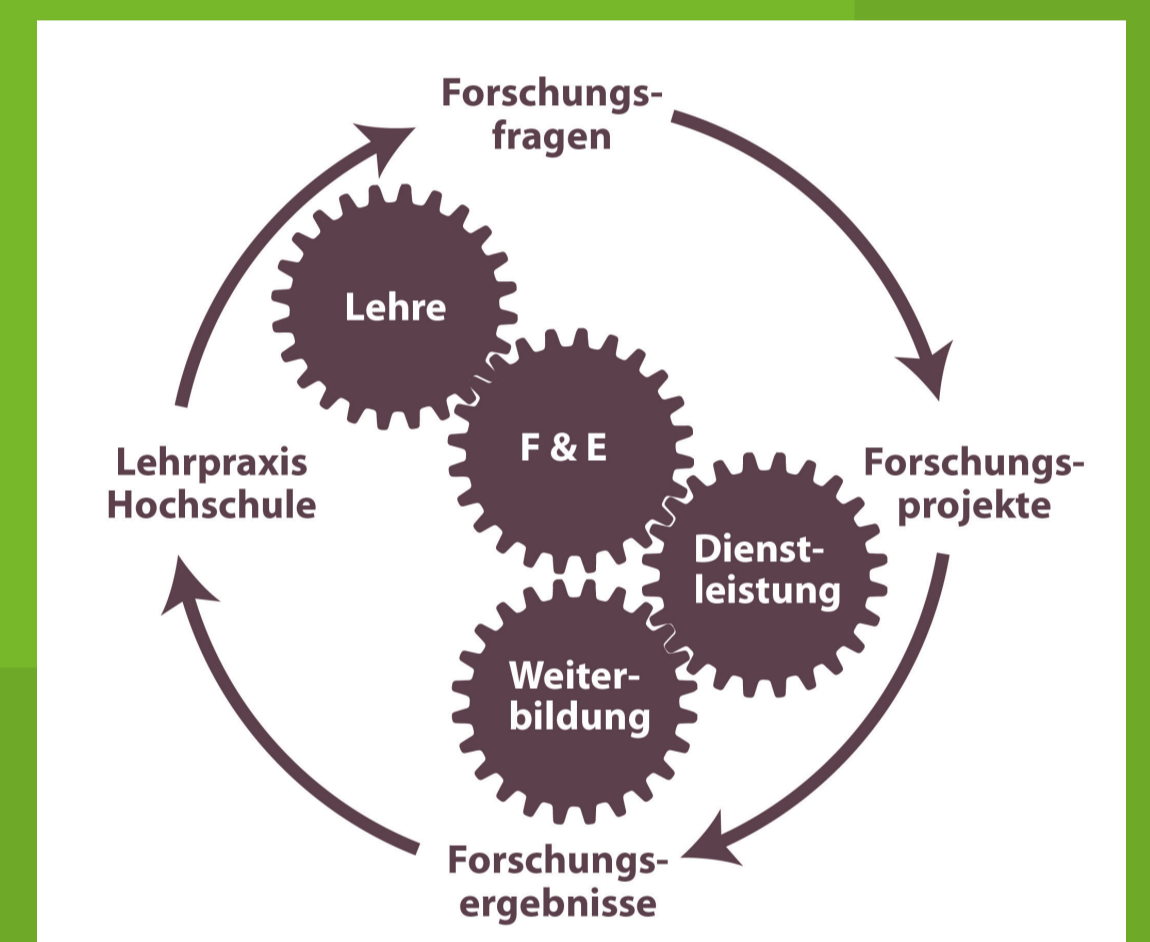 Forschungs-
fragen
Lehre
F & E
Lehrpraxis
Hochschule
Forschungs-
projekte
Dienst-
leistung
Weiter-
bildung
Forschungs-
ergebnisse